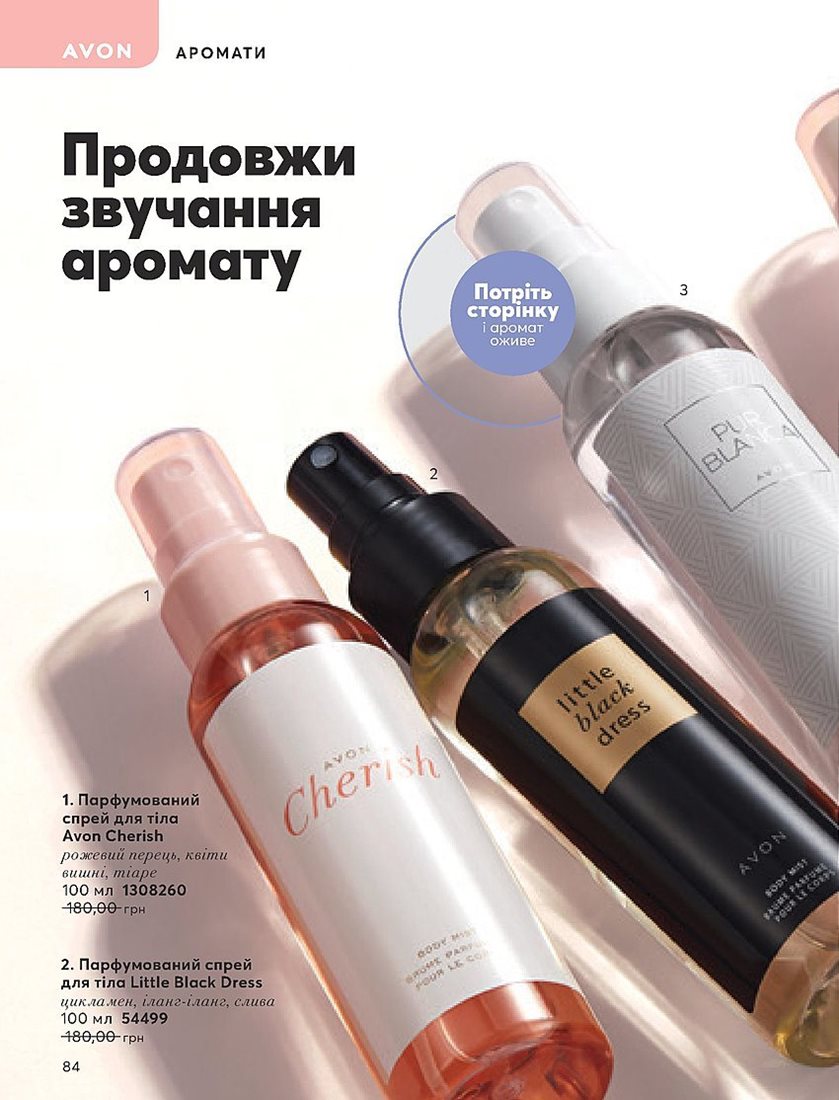 AVON
АРОМАТИ
Продовжи
звучання
аромату
Потріть
сторінку
і аромат
оживе
3
PUR
BLANCA
AVON
2
1
little
black
dress
AVON
BODY MIST
BRUME PARFUMÉE
POUR LE CORPS
AVON
Cherish
BODY MIST
BRUME PARFU
POUR LE CO
1. Парфумований
спрей для тіла
Avon Cherish
рожевий перець, квіти
вишні, тіаре
100 мл 1308260
180,00 грн
2. Парфумований спрей
для тіла Little Black Dress
цикламен, іланг-іланг, слива
100 мл 54499
180,00 грн
84